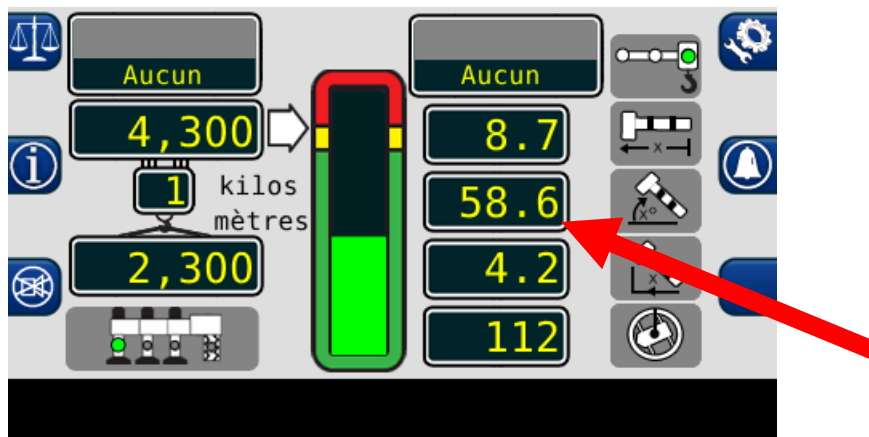 Aucun
4,300
1
kilos
mètres
2,300
Aucun
8.7
x
58.6
x°
4.2
x
112